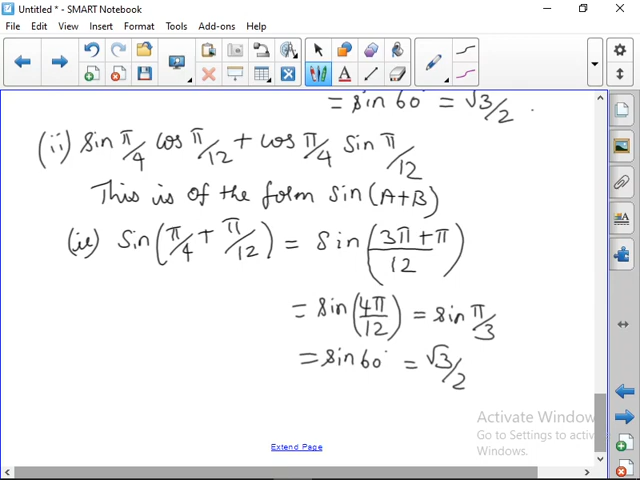 Untitled * - SMART Notebook
File Edit View Insert Format Tools Add-ons Help
= sin 60° = √3/2 .
(ii) sin π/4 cos π/12 + cos π/4 sin π/12
This is of the form sin (A+B)
(ie) sin (π/4 + π/12) = sin (3π + π / 12)
= sin (4π/12) = sin π/3
= sin 60° = √3/2
Activate Window
Go to Settings to activ
Windows.
Extend Page